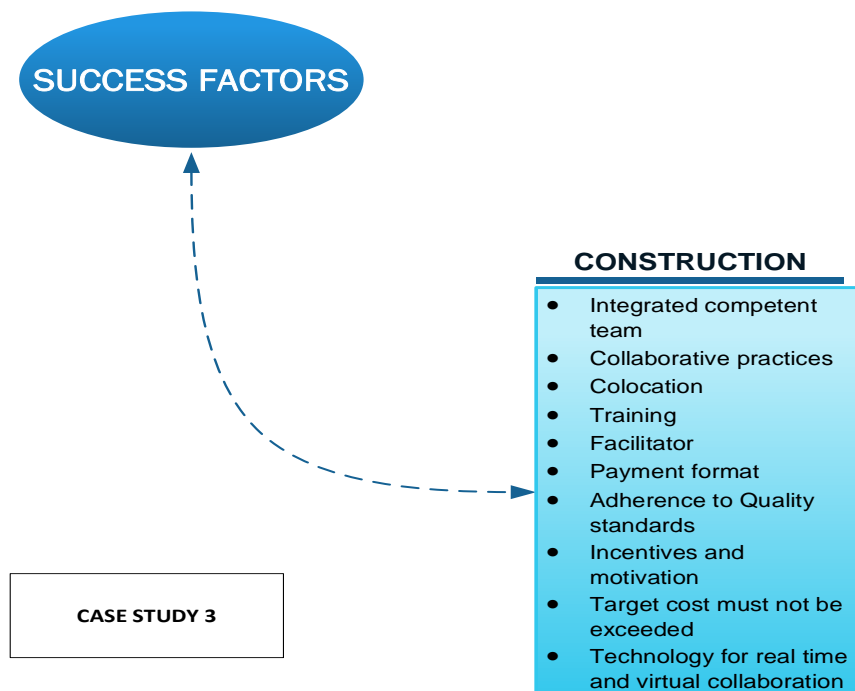 SUCCESS FACTORS
CONSTRUCTION
● Integrated competent
team
● Collaborative practices
● Colocation
● Training
● Facilitator
● Payment format
● Adherence to Quality
standards
● Incentives and
motivation
● Target cost must not be
exceeded
● Technology for real time
and virtual collaboration
CASE STUDY 3